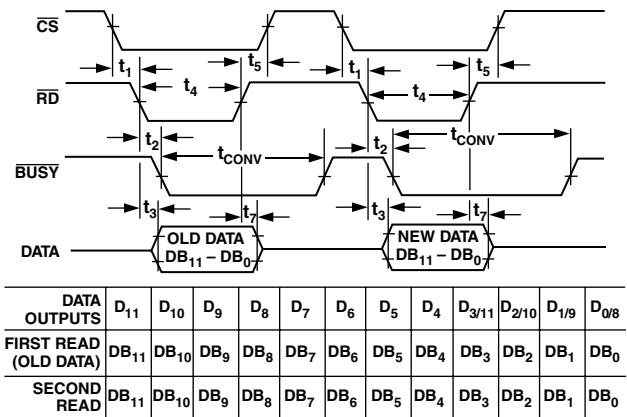 CS
t1 t5 t1 t5
RD
t4 t4
t2 tCONV t2 tCONV
BUSY
t3 t7 t3 t7
DATA
OLD DATA
DB11 – DB0
NEW DATA
DB11 – DB0
DATA OUTPUTS D11 D10 D9 D8 D7 D6 D5 D4 D3/11 D2/10 D1/9 D0/8
FIRST READ (OLD DATA) DB11 DB10 DB9 DB8 DB7 DB6 DB5 DB4 DB3 DB2 DB1 DB0
SECOND READ DB11 DB10 DB9 DB8 DB7 DB6 DB5 DB4 DB3 DB2 DB1 DB0